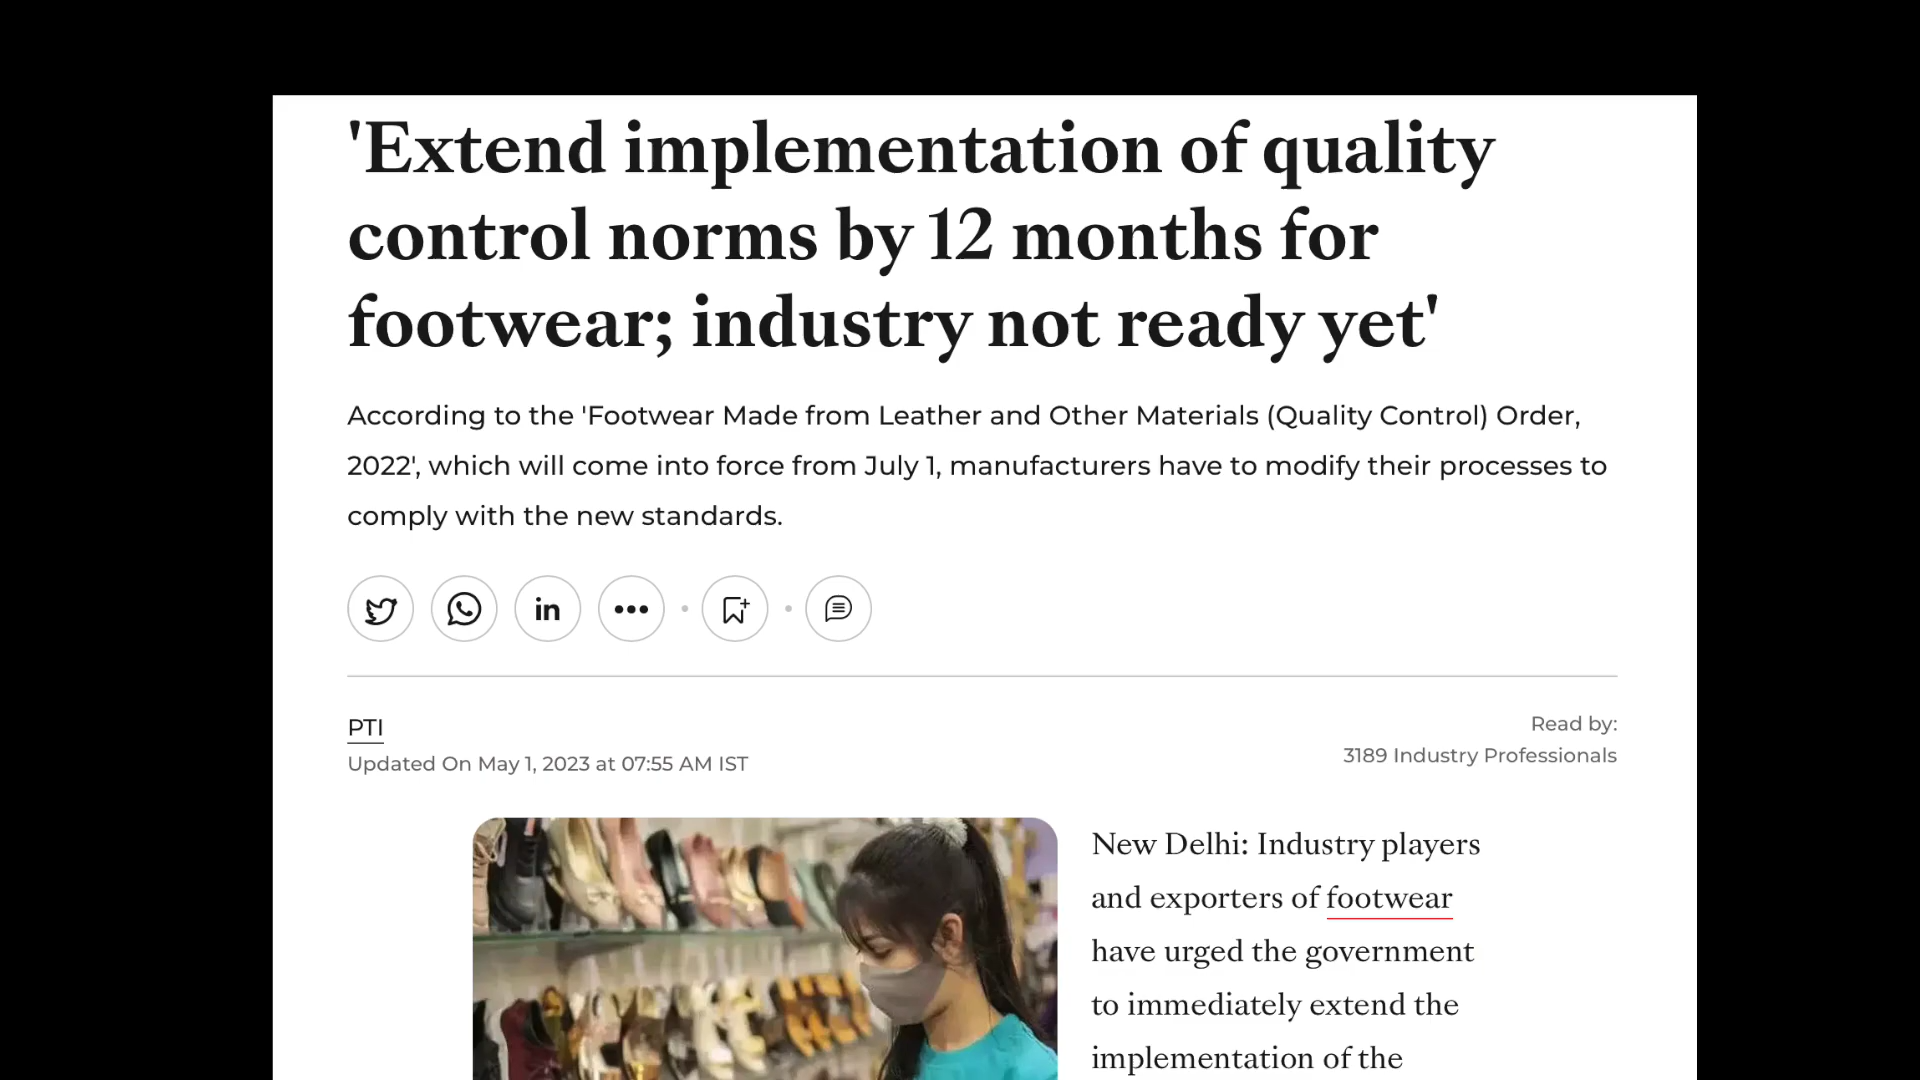 'Extend implementation of quality
control norms by 12 months for
footwear; industry not ready yet'
According to the 'Footwear Made from Leather and Other Materials (Quality Control) Order,
2022', which will come into force from July 1, manufacturers have to modify their processes to
comply with the new standards.
in
PTI
Updated On May 1, 2023 at 07:55 AM IST
Read by:
3189 Industry Professionals
New Delhi: Industry players
and exporters of footwear
have urged the government
to immediately extend the
implementation of the